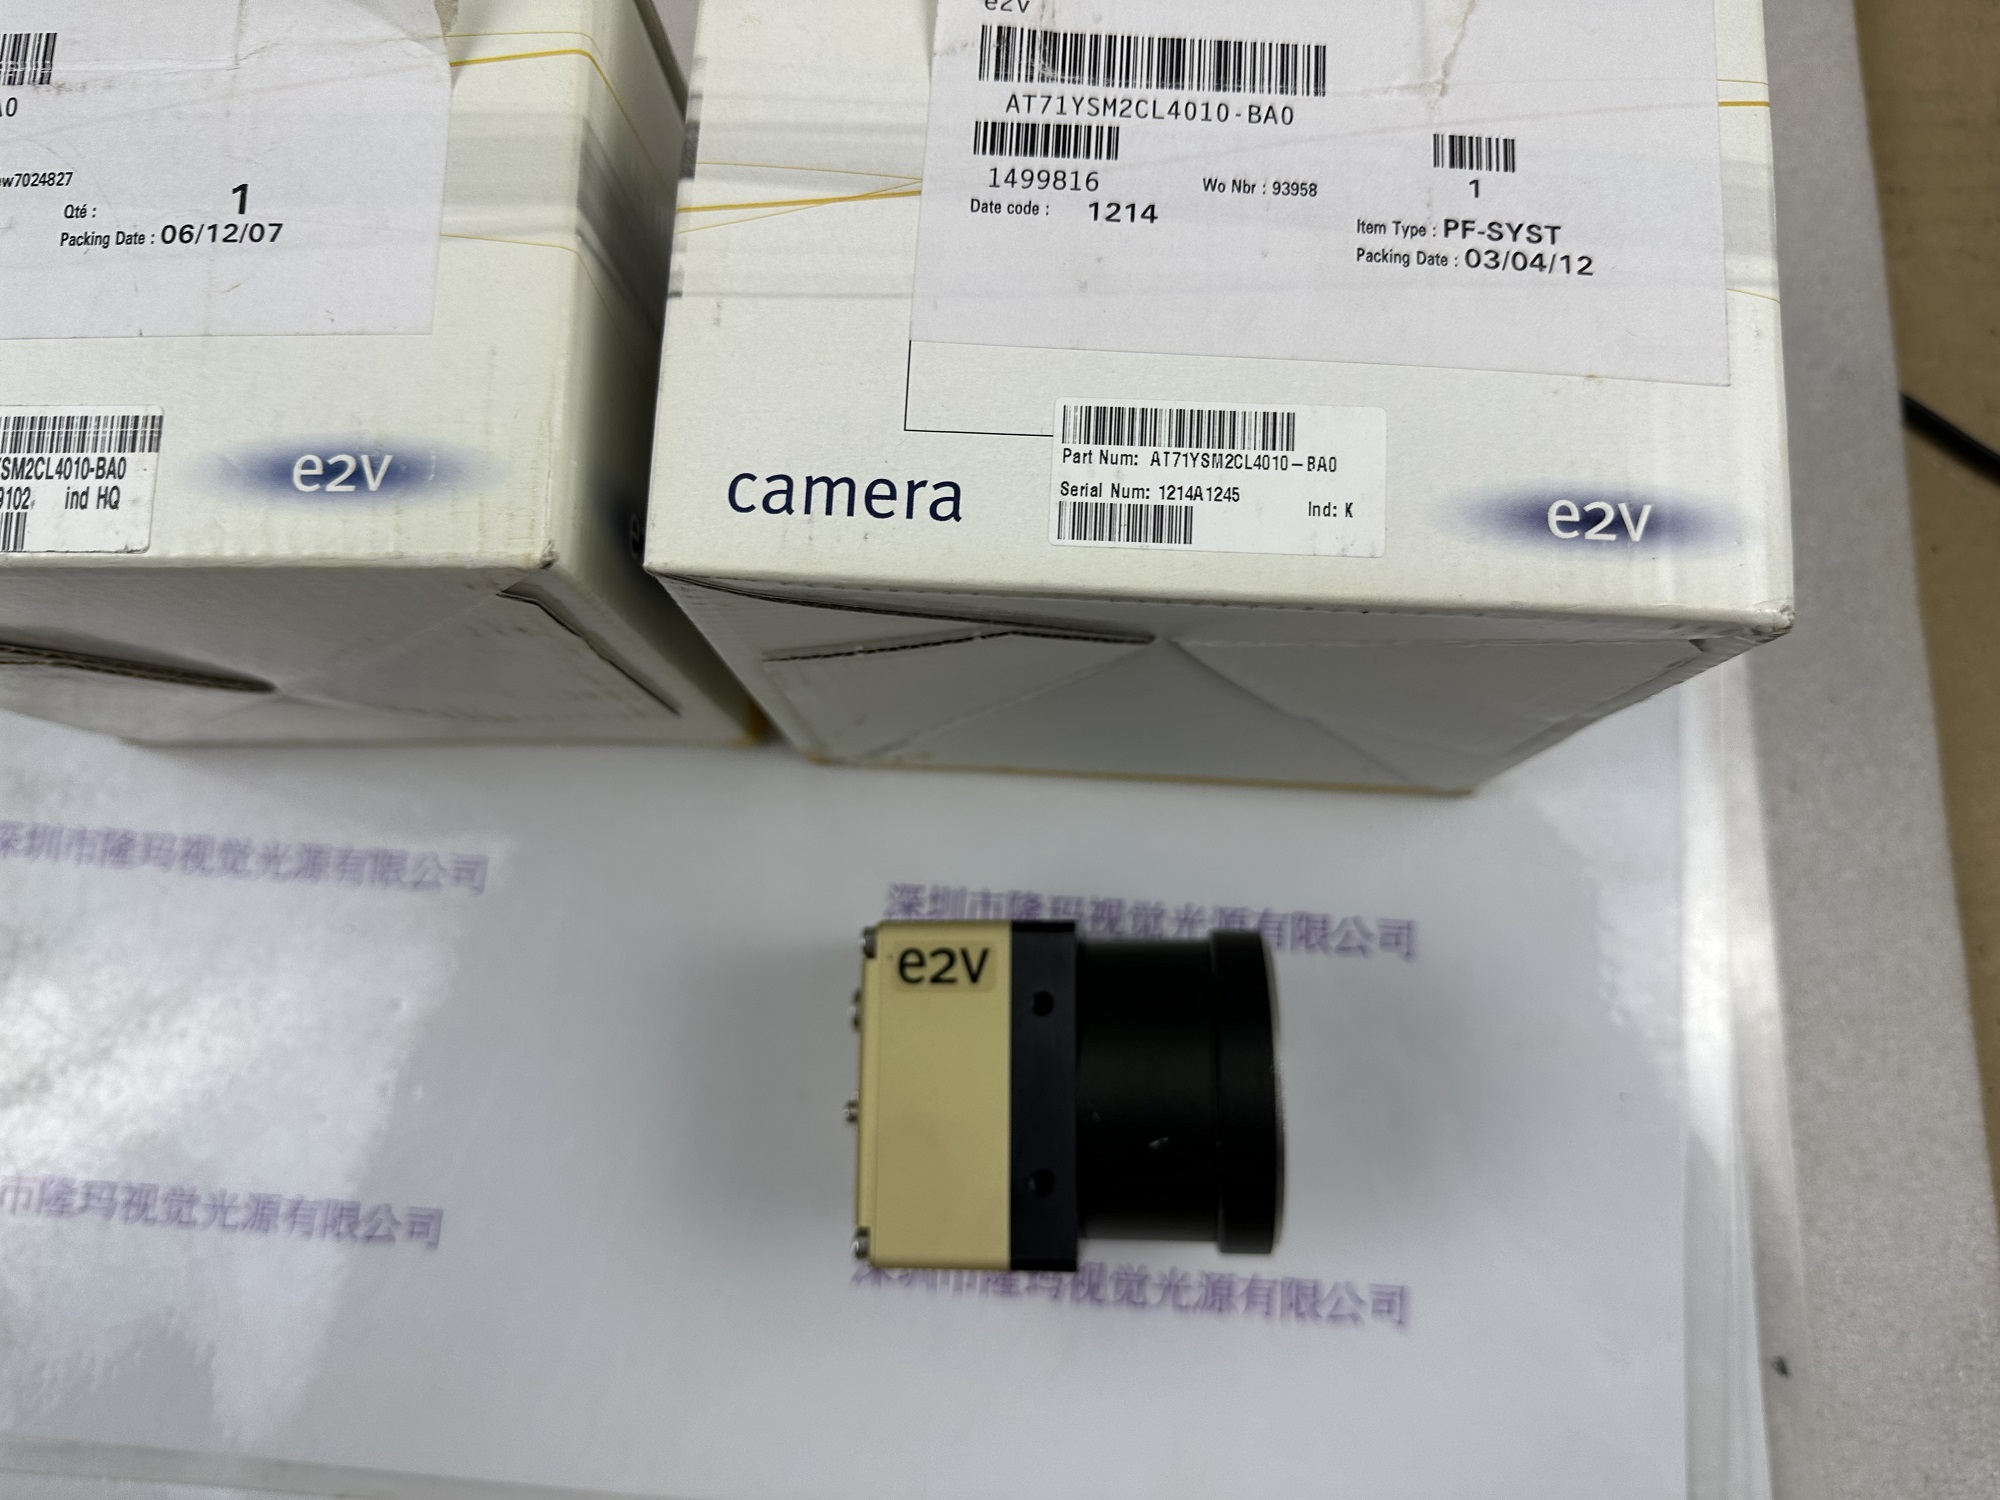 A0
w7024827
Qté : 1
Packing Date : 06/12/07
SM2CL4010-BA0
9102, ind HQ
e2v
e2v
AT71YSM2CL4010-BA0
1499816
Wo Nbr : 93958
1
Date code : 1214
Item Type : PF-SYST
Packing Date : 03/04/12
camera
Part Num: AT71YSM2CL4010-BA0
Serial Num: 1214A1245
Ind: K
e2v
深圳市隆玛视觉光源有限公司
深圳市隆玛视觉光源有限公司
e2v
市隆玛视觉光源有限公司
深圳市隆玛视觉光源有限公司